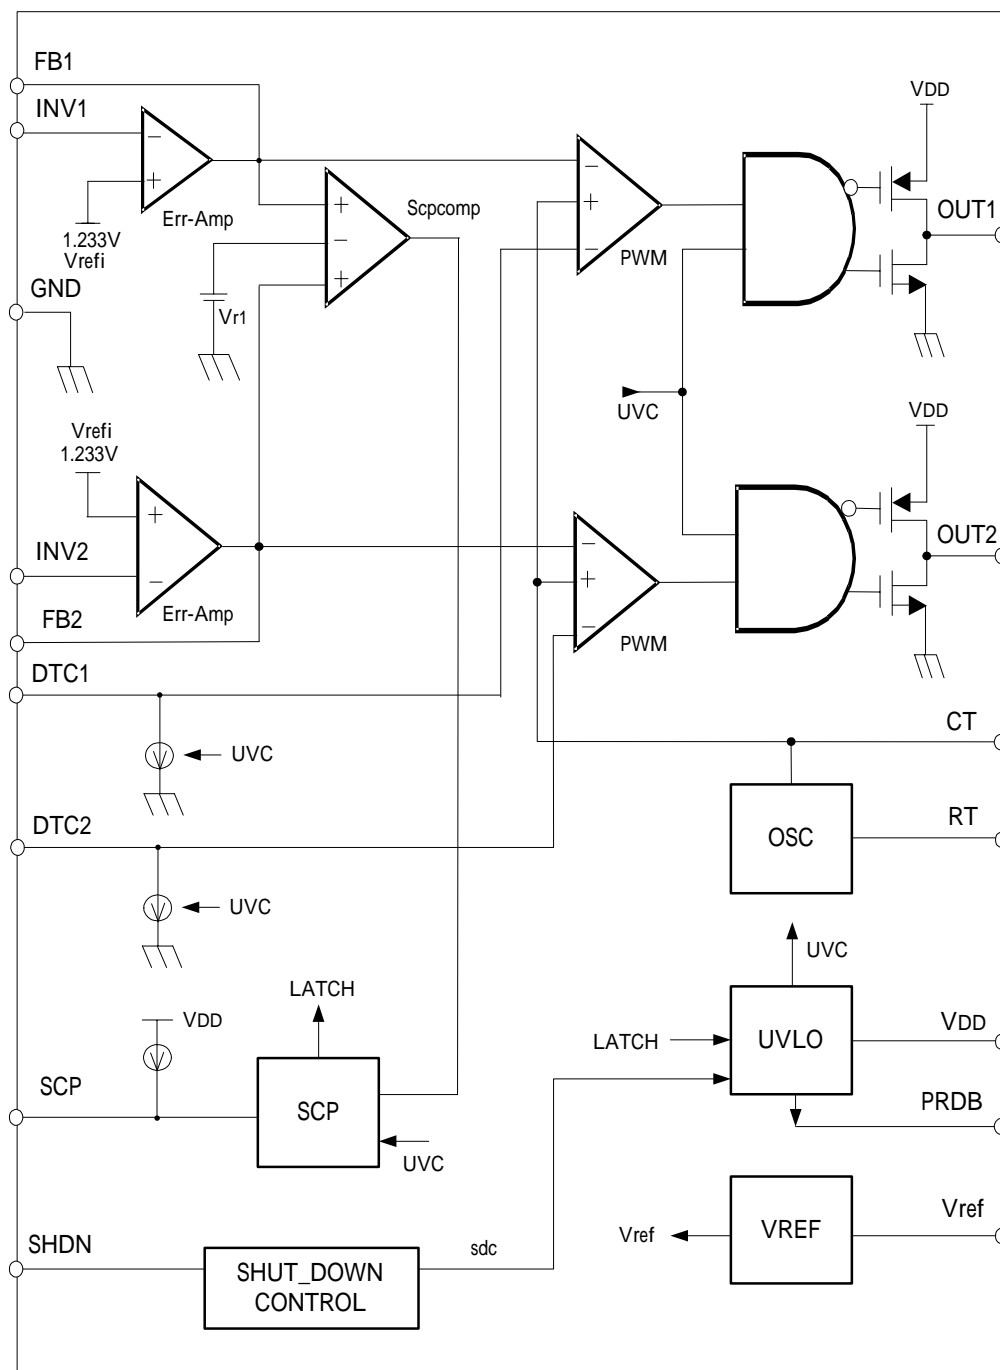 FB1
INV1
−
+
Err-Amp
1.233V
Vrefi
GND
+
−
+
Scpcomp
Vr1
−
+
−
PWM
VDD
OUT1
UVC
Vrefi
1.233V
+
−
INV2
Err-Amp
FB2
−
+
−
PWM
VDD
OUT2
DTC1
UVC
CT
DTC2
UVC
OSC
RT
UVC
LATCH
VDD
SCP
SCP
UVC
LATCH
UVLO
VDD
PRDB
SHDN
SHUT_DOWN
CONTROL
sdc
Vref
VREF
Vref